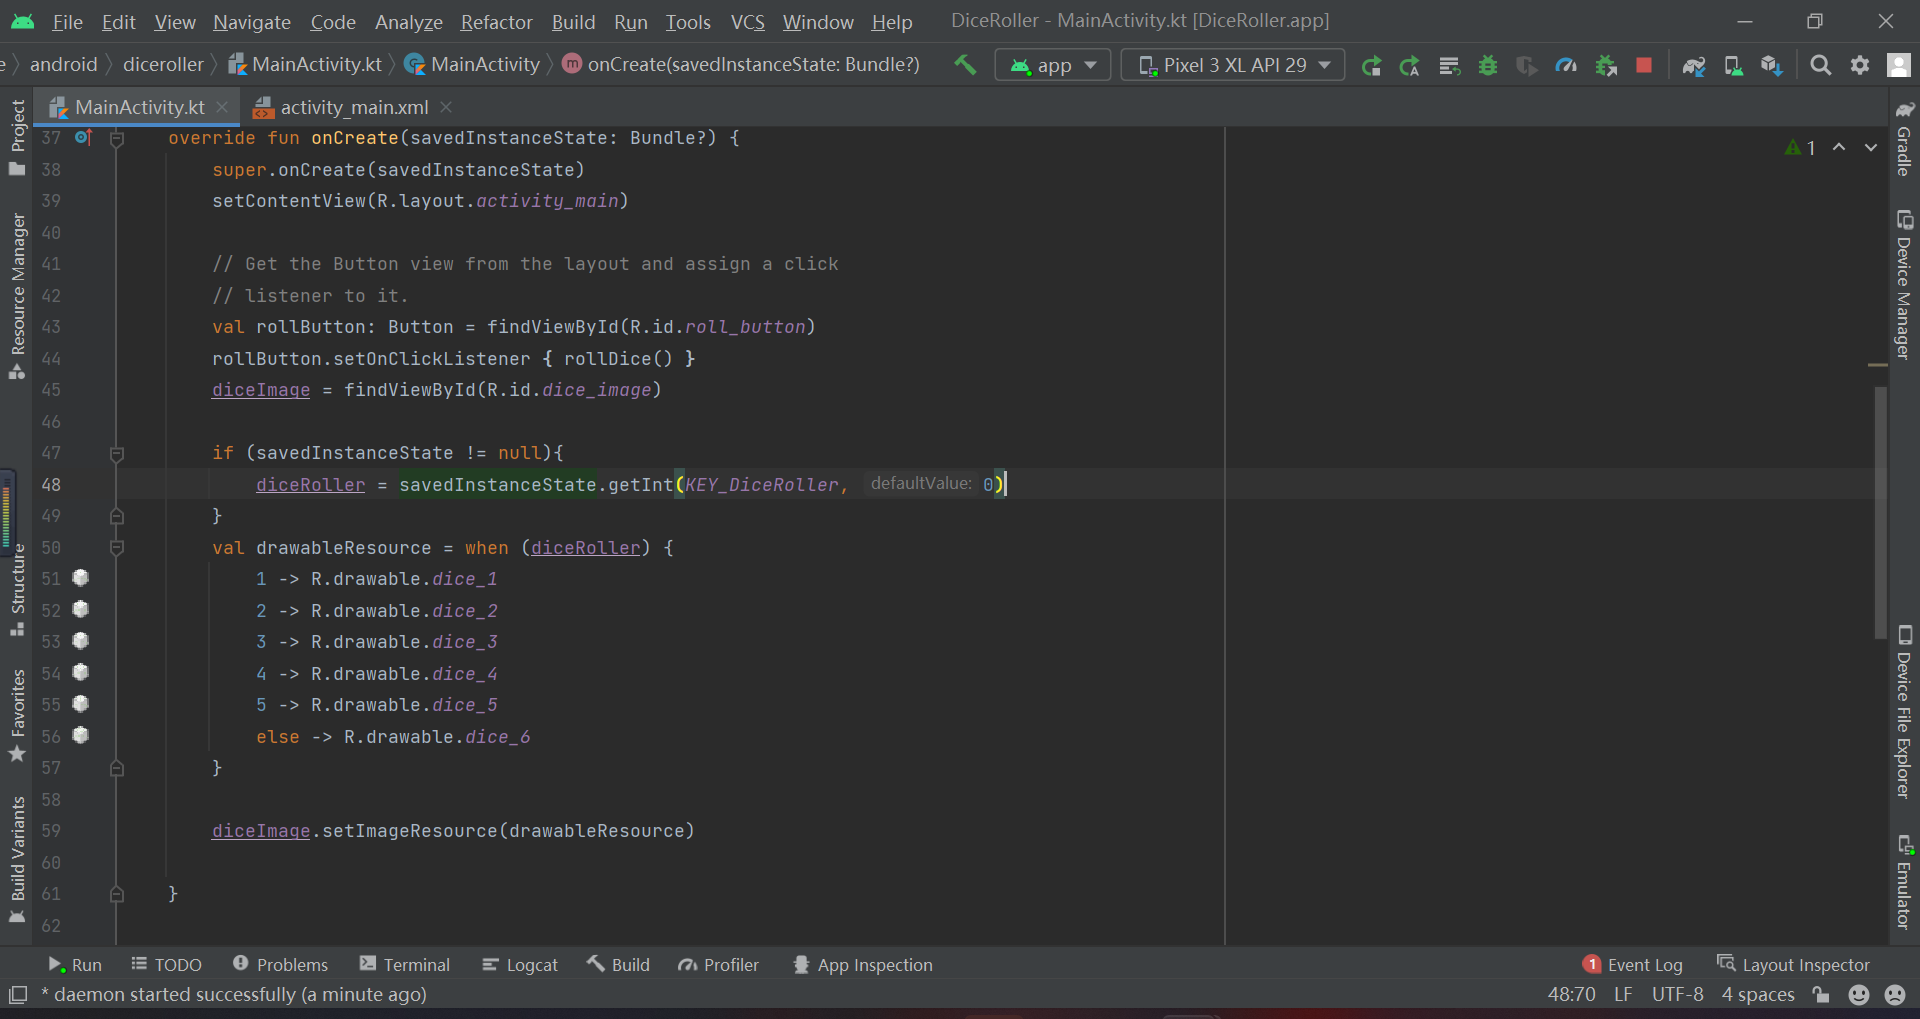 File Edit View Navigate Code Analyze Refactor Build Run Tools VCS Window Help DiceRoller - MainActivity.kt [DiceRoller.app]
e android diceroller MainActivity.kt MainActivity m onCreate(savedInstanceState: Bundle?) app Pixel 3 XL API 29
MainActivity.kt activity_main.xml
1
37 override fun onCreate(savedInstanceState: Bundle?) {
38 super.onCreate(savedInstanceState)
39 setContentView(R.layout.activity_main)
40
41 // Get the Button view from the layout and assign a click
42 // listener to it.
43 val rollButton: Button = findViewById(R.id.roll_button)
44 rollButton.setOnClickListener { rollDice() }
45 diceImage = findViewById(R.id.dice_image)
46
47 if (savedInstanceState != null){
48 diceRoller = savedInstanceState.getInt(KEY_DiceRoller, defaultValue: 0)
49 }
50 val drawableResource = when (diceRoller) {
51 1 -> R.drawable.dice_1
52 2 -> R.drawable.dice_2
53 3 -> R.drawable.dice_3
54 4 -> R.drawable.dice_4
55 5 -> R.drawable.dice_5
56 else -> R.drawable.dice_6
57 }
58
59 diceImage.setImageResource(drawableResource)
60
61 }
62
Project
Resource Manager
Structure
Favorites
Build Variants
Gradle
Device Manager
Device File Explorer
Emulator
Run TODO Problems Terminal Logcat Build Profiler App Inspection 1 Event Log Layout Inspector
* daemon started successfully (a minute ago) 48:70 LF UTF-8 4 spaces